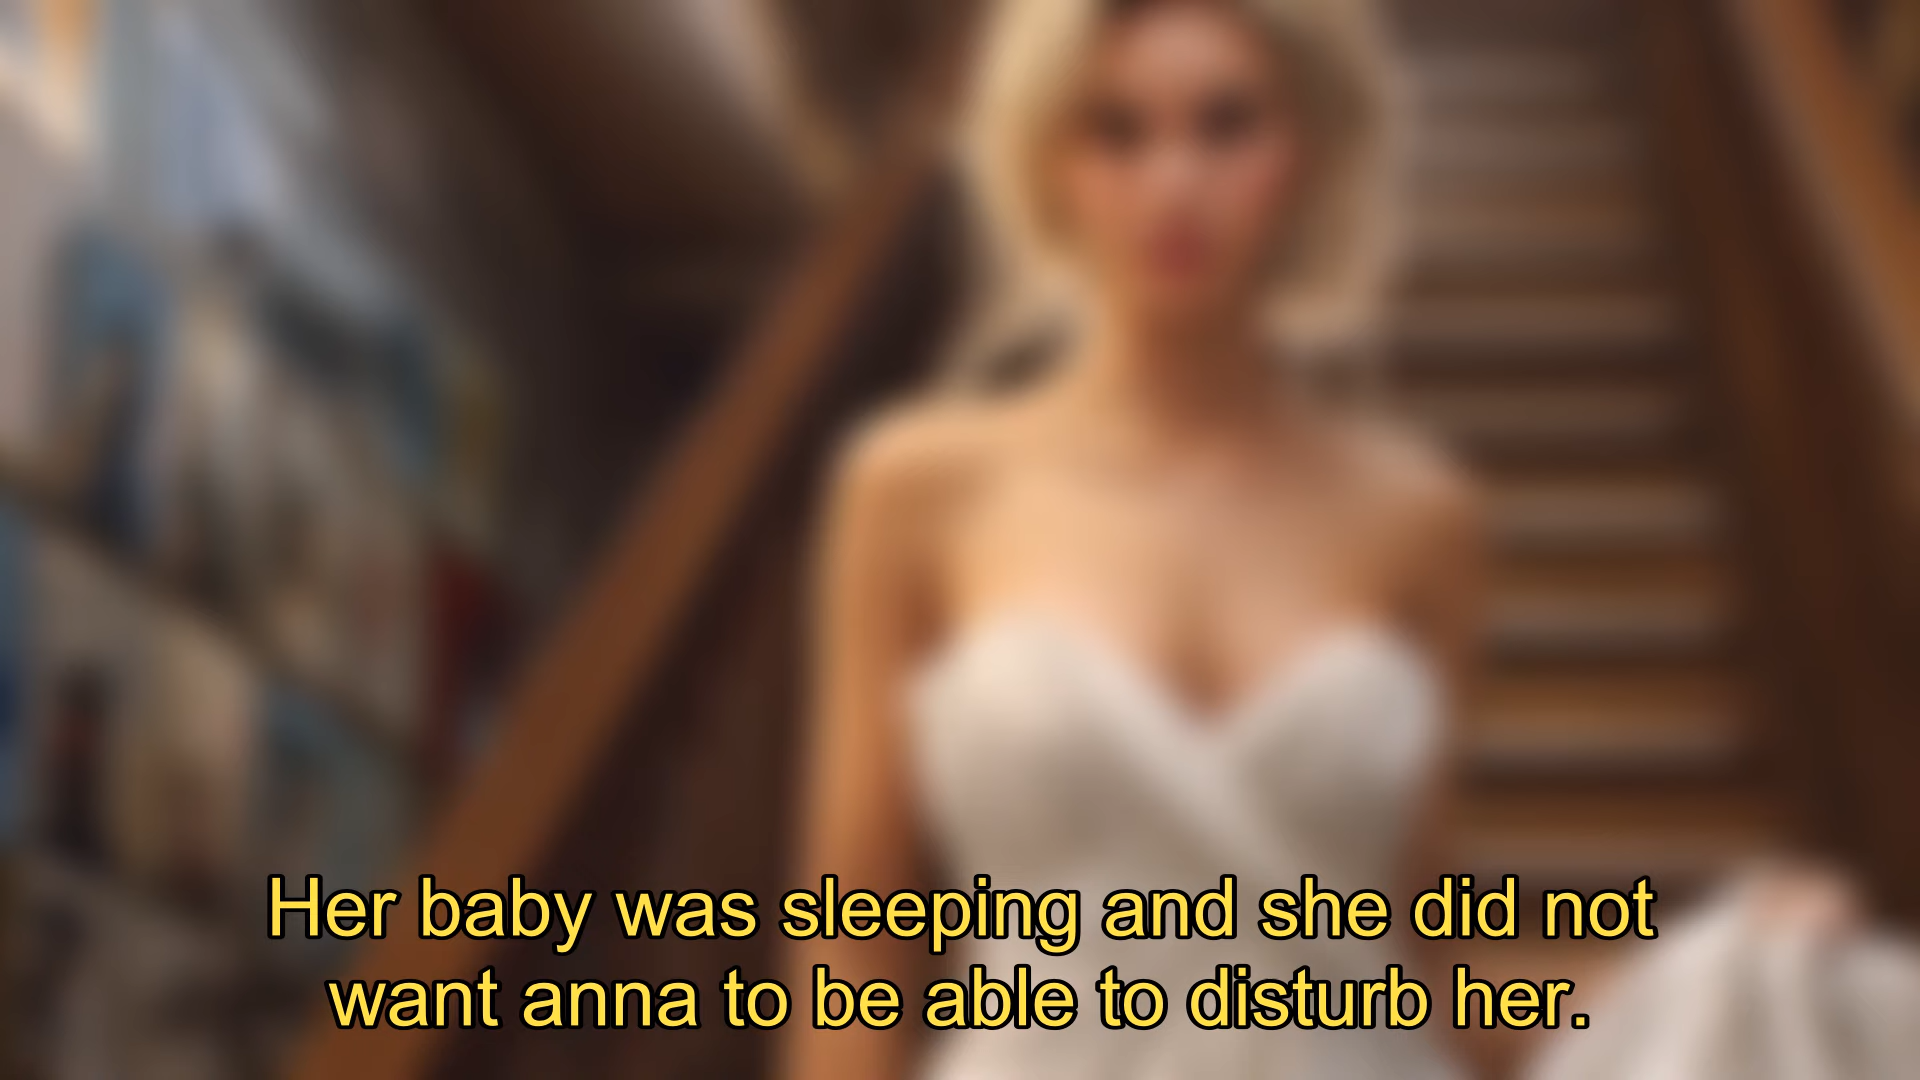 Her baby was sleeping and she did not
want anna to be able to disturb her.